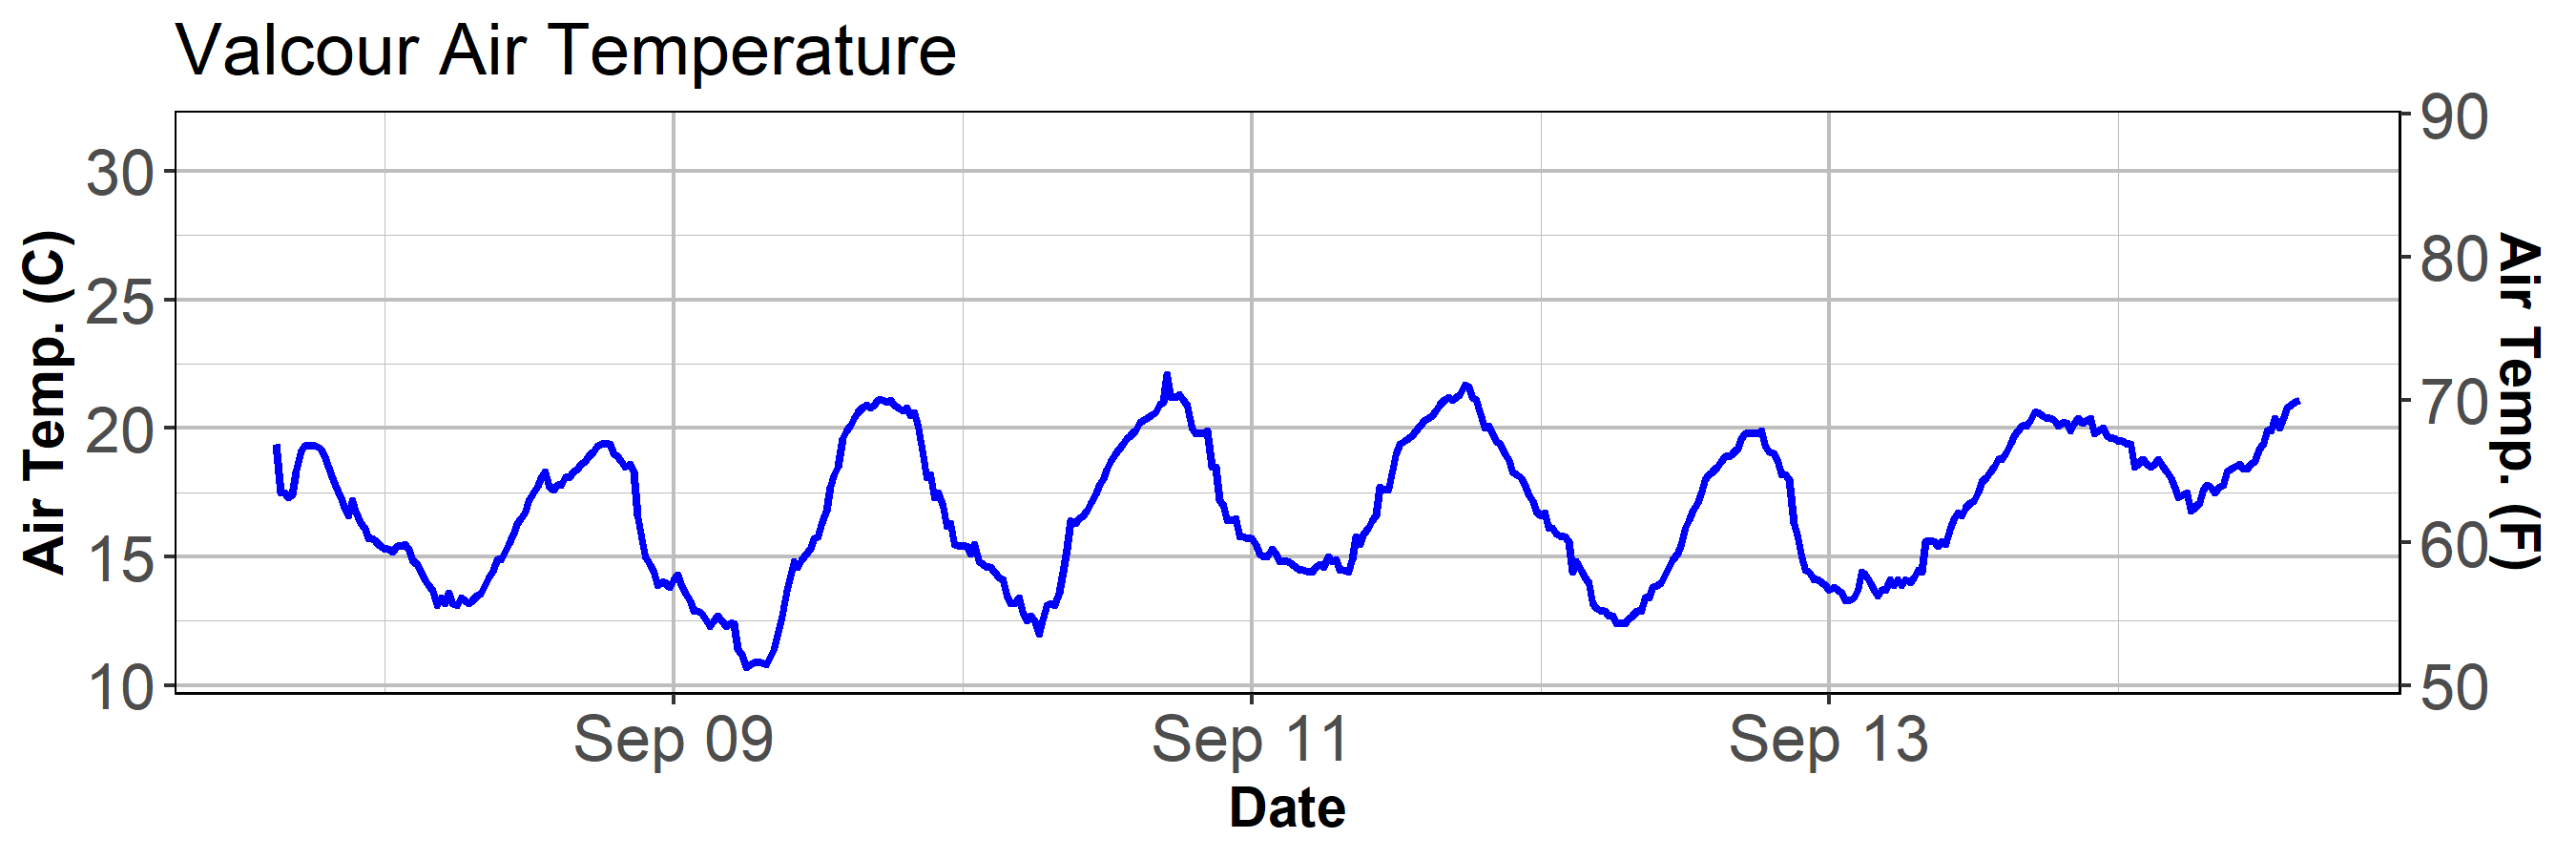 Valcour Air Temperature
Air Temp. (C)
30
25
20
15
10
90
80
70
60
50
Air Temp. (F)
Sep 09
Sep 11
Sep 13
Date